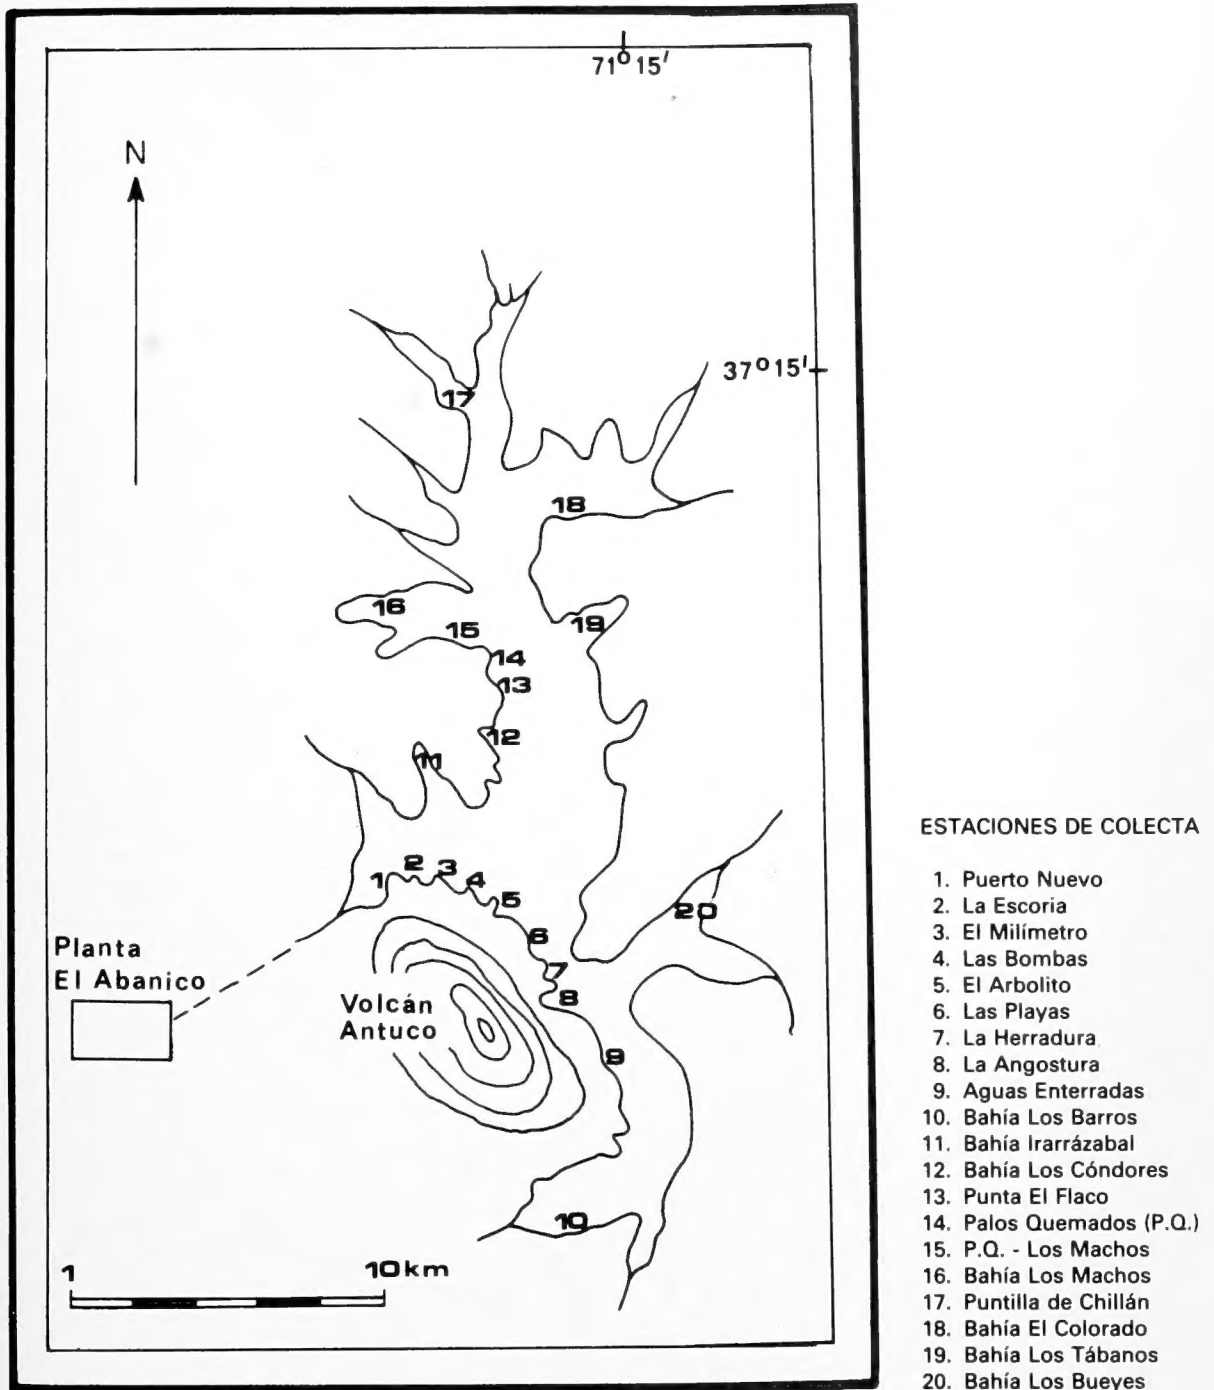 71º 15'
N
37º 15'
17
18
16
19
15
14
13
12
11
1
2
3
4
5
20
6
7
8
9
Planta
El Abanico
Volcán
Antuco
10
1
10 km
ESTACIONES DE COLECTA
1. Puerto Nuevo
2. La Escoria
3. El Milímetro
4. Las Bombas
5. El Arbolito
6. Las Playas
7. La Herradura
8. La Angostura
9. Aguas Enterradas
10. Bahía Los Barros
11. Bahía Irarrázabal
12. Bahía Los Cóndores
13. Punta El Flaco
14. Palos Quemados (P.Q.)
15. P.Q. - Los Machos
16. Bahía Los Machos
17. Puntilla de Chillán
18. Bahía El Colorado
19. Bahía Los Tábanos
20. Bahía Los Bueyes